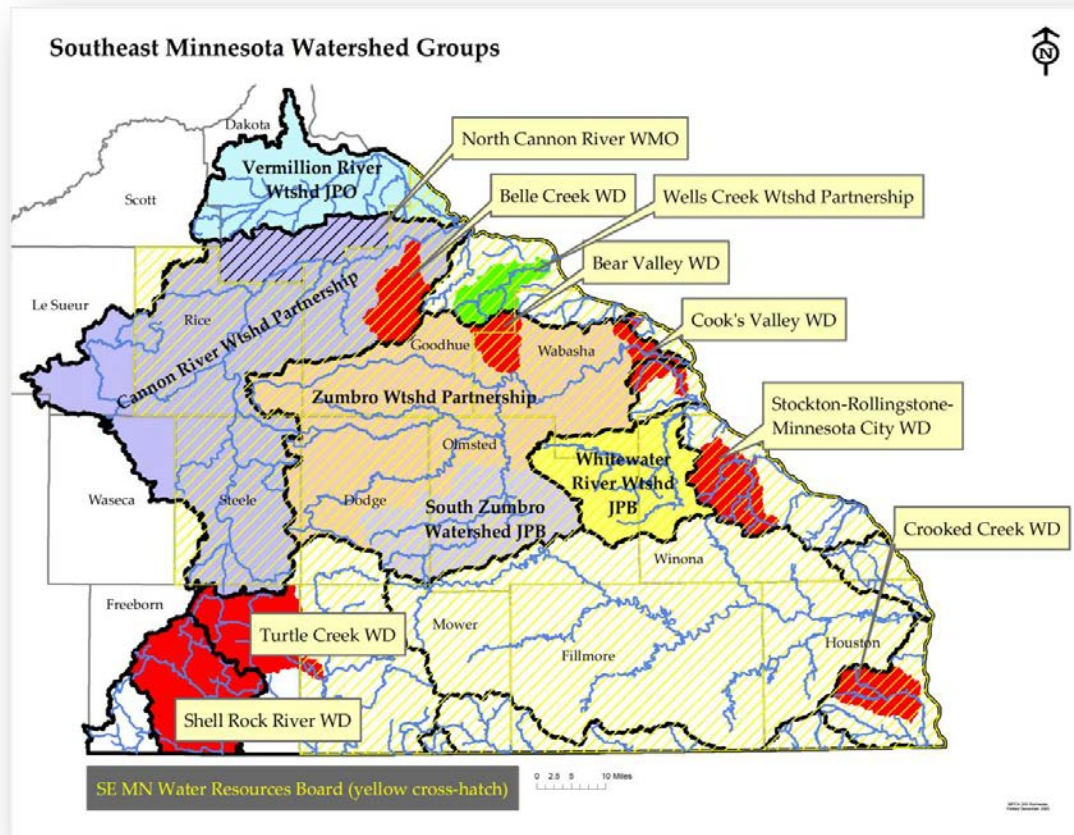 Southeast Minnesota Watershed Groups
N
Dakota
North Cannon River WMO
Vermillion River
Wtshd JPO
Scott
Belle Creek WD
Wells Creek Wtshd Partnership
Bear Valley WD
Le Sueur
Rice
Cannon River Wtshd Partnership
Cook's Valley WD
Goodhue
Wabasha
Zumbro Wtshd Partnership
Stockton-Rollingstone-
Minnesota City WD
Olmsted
Whitewater
River Wtshd
JPB
Waseca
Steele
Dodge
South Zumbro
Watershed JPB
Crooked Creek WD
Winona
Freeborn
Turtle Creek WD
Mower
Fillmore
Houston
Shell Rock River WD
SE MN Water Resources Board (yellow cross-hatch)
0 2.5 5 10 Miles